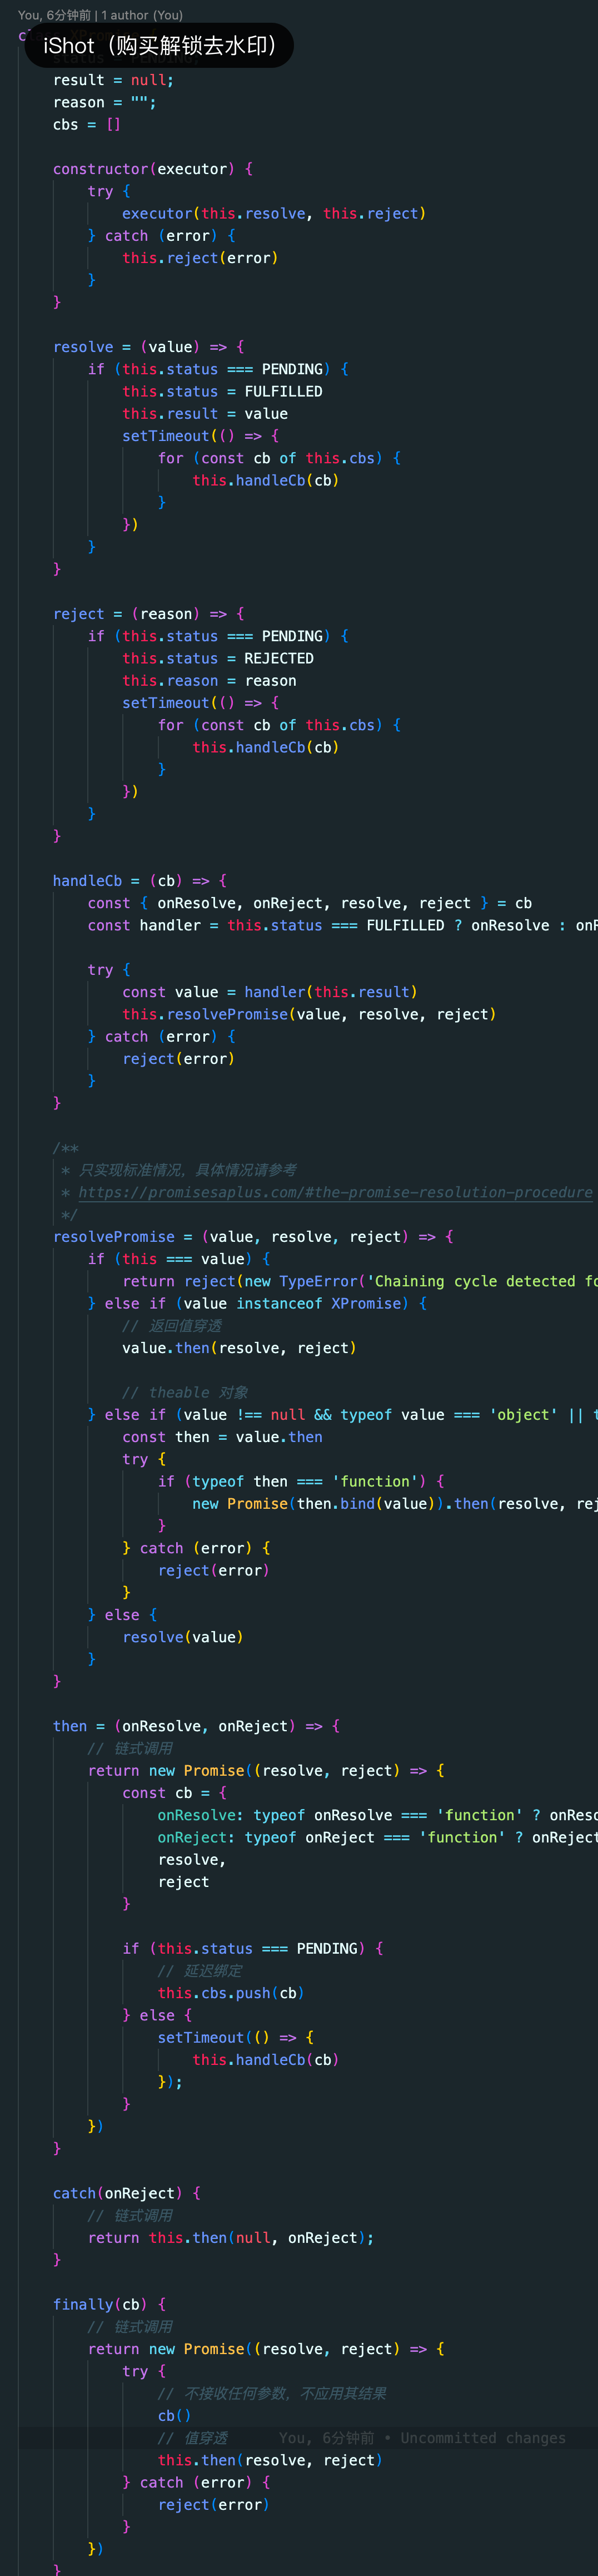 You, 6分钟前 | 1 author (You)
iShot（购买解锁去水印）
status = PENDING;
result = null;
reason = "";
cbs = []
constructor(executor) {
try {
executor(this.resolve, this.reject)
} catch (error) {
this.reject(error)
}
}
resolve = (value) => {
if (this.status === PENDING) {
this.status = FULFILLED
this.result = value
setTimeout(() => {
for (const cb of this.cbs) {
this.handleCb(cb)
}
})
}
}
reject = (reason) => {
if (this.status === PENDING) {
this.status = REJECTED
this.reason = reason
setTimeout(() => {
for (const cb of this.cbs) {
this.handleCb(cb)
}
})
}
}
handleCb = (cb) => {
const { onResolve, onReject, resolve, reject } = cb
const handler = this.status === FULFILLED ? onResolve : onR
try {
const value = handler(this.result)
this.resolvePromise(value, resolve, reject)
} catch (error) {
reject(error)
}
}
/**
* 只实现标准情况，具体情况请参考
* https://promisesaplus.com/#the-promise-resolution-procedure
*/
resolvePromise = (value, resolve, reject) => {
if (this === value) {
return reject(new TypeError('Chaining cycle detected fo
} else if (value instanceof XPromise) {
// 返回值穿透
value.then(resolve, reject)
// theable 对象
} else if (value !== null && typeof value === 'object' || t
const then = value.then
try {
if (typeof then === 'function') {
new Promise(then.bind(value)).then(resolve, rej
}
} catch (error) {
reject(error)
}
} else {
resolve(value)
}
}
then = (onResolve, onReject) => {
// 链式调用
return new Promise((resolve, reject) => {
const cb = {
onResolve: typeof onResolve === 'function' ? onReso
onReject: typeof onReject === 'function' ? onReject
resolve,
reject
}
if (this.status === PENDING) {
// 延迟绑定
this.cbs.push(cb)
} else {
setTimeout(() => {
this.handleCb(cb)
});
}
})
}
catch(onReject) {
// 链式调用
return this.then(null, onReject);
}
finally(cb) {
// 链式调用
return new Promise((resolve, reject) => {
try {
// 不接收任何参数，不应用其结果
cb()
// 值穿透 You, 6分钟前 • Uncommitted changes
this.then(resolve, reject)
} catch (error) {
reject(error)
}
})
}